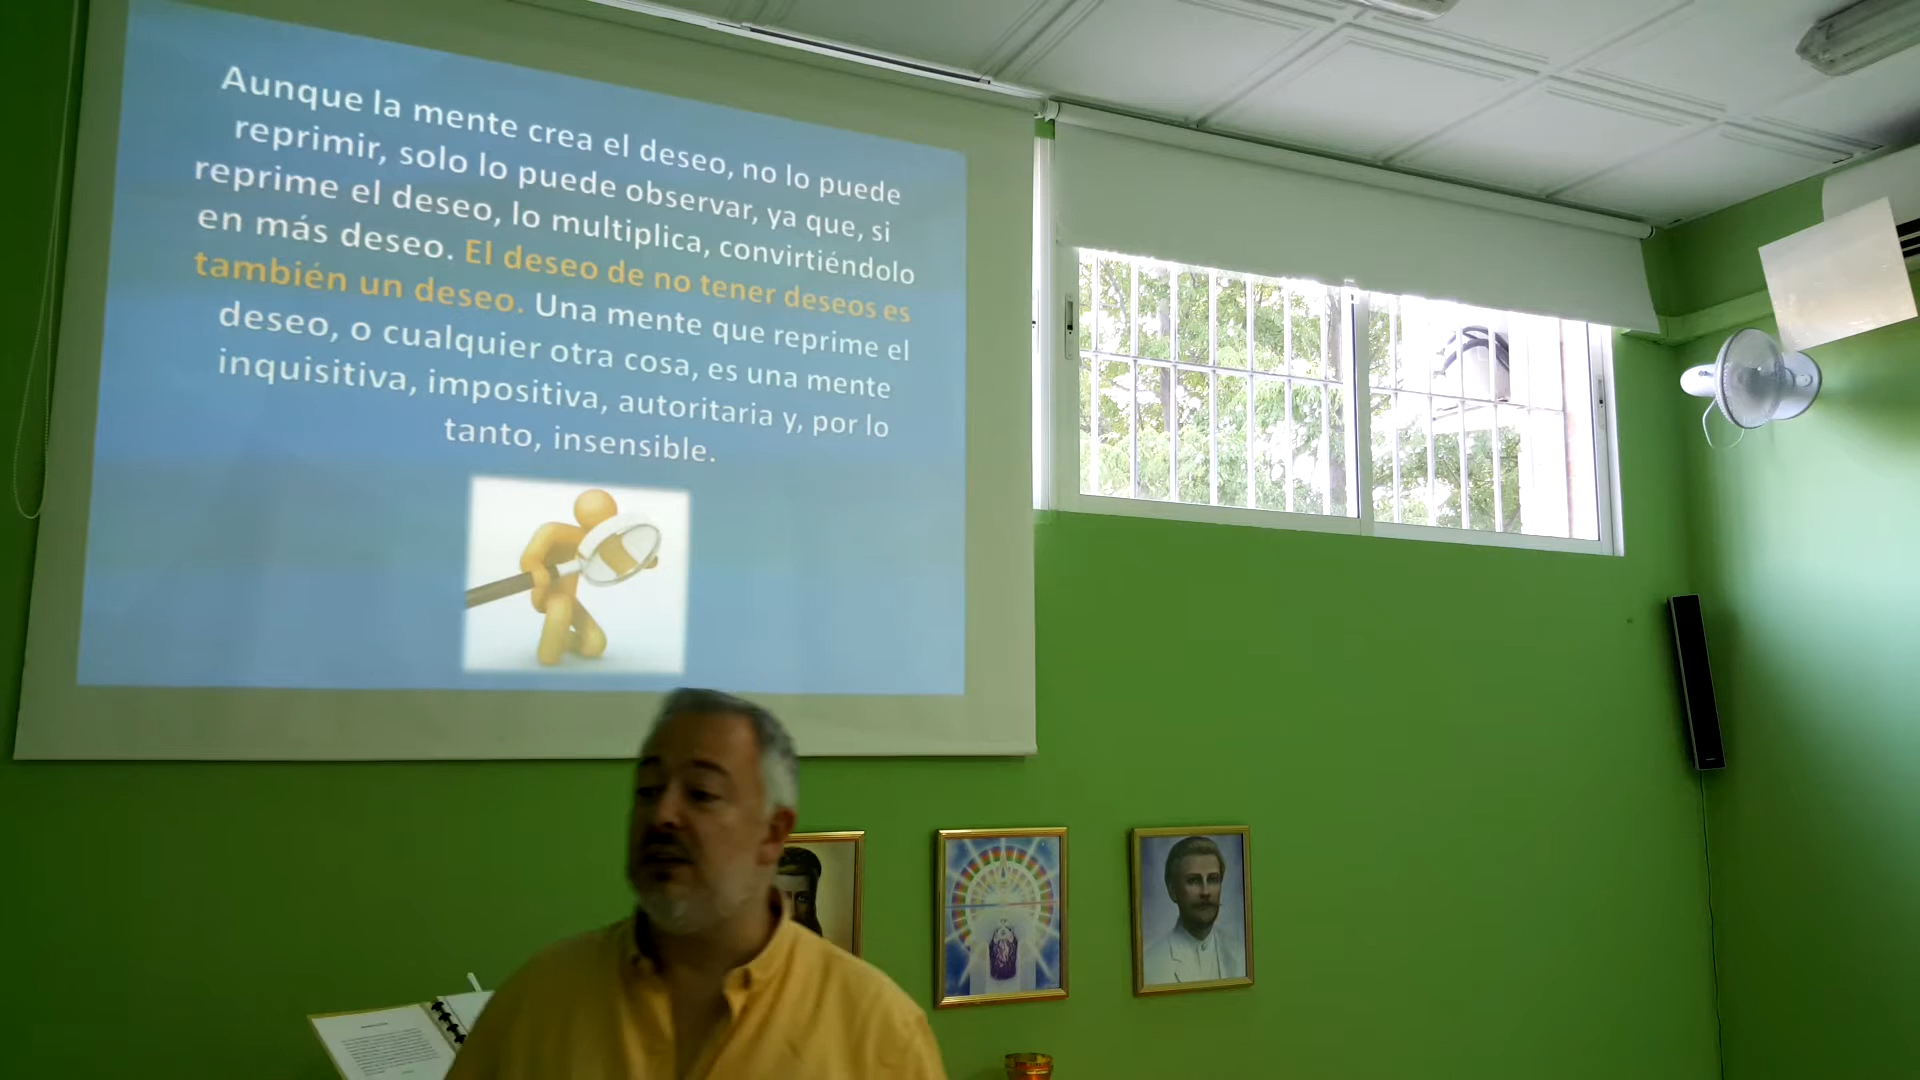 Aunque la mente crea el deseo, no lo puede
reprimir, solo lo puede observar, ya que, si
reprime el deseo, lo multiplica, convirtiéndolo
en más deseo. El deseo de no tener deseos es
también un deseo. Una mente que reprime el
deseo, o cualquier otra cosa, es una mente
inquisitiva, impositiva, autoritaria y, por lo
tanto, insensible.